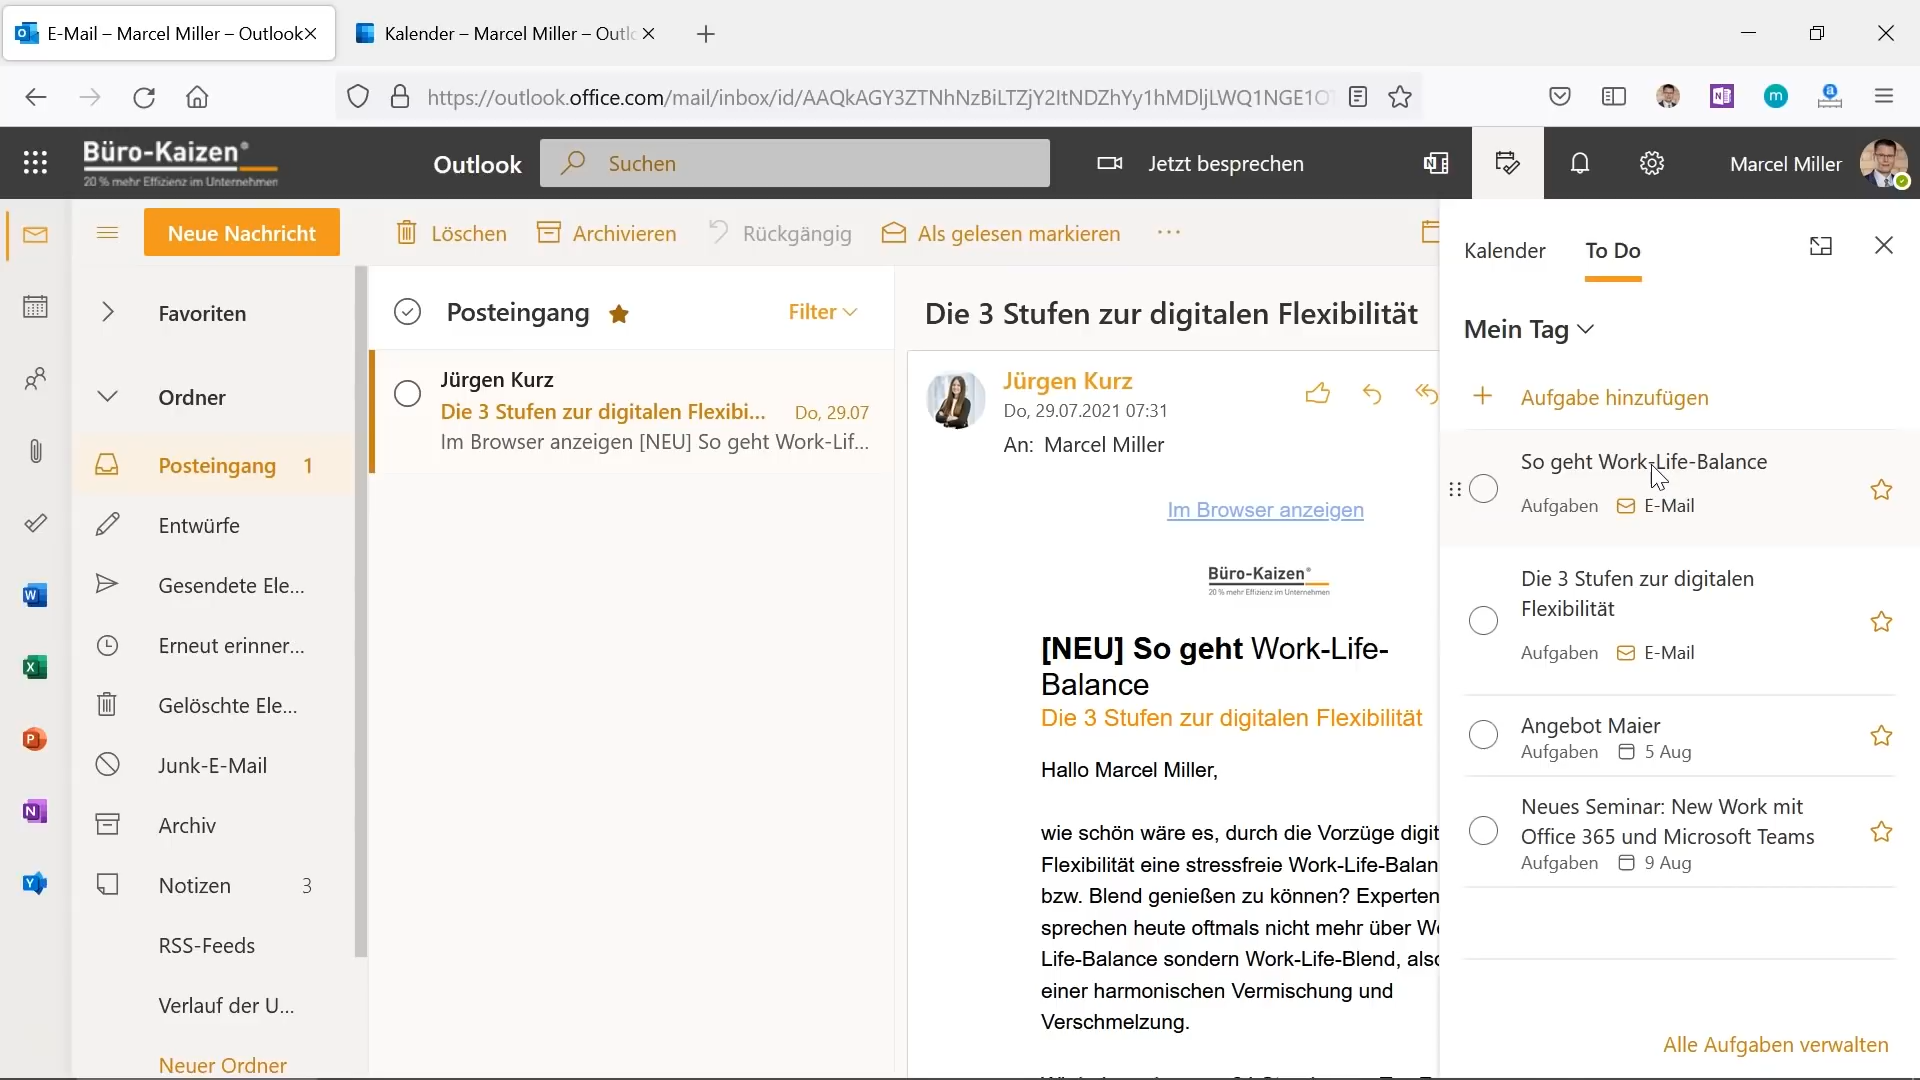 E-Mail – Marcel Miller – Outlook
Kalender – Marcel Miller – Outlo
https://outlook.office.com/mail/inbox/id/
Büro-Kaizen®
20 % mehr Effizienz im Unternehmen
Outlook
Suchen
Jetzt besprechen
Marcel Miller
Neue Nachricht
Löschen
Archivieren
Rückgängig
Als gelesen markieren
Favoriten
Ordner
Posteingang 1
Entwürfe
Gesendete Ele...
Erneut erinner...
Gelöschte Ele...
Junk-E-Mail
Archiv
Notizen 3
RSS-Feeds
Verlauf der U...
Neuer Ordner
Posteingang
Filter
Jürgen Kurz
Die 3 Stufen zur digitalen Flexibi... Do, 29.07
Im Browser anzeigen [NEU] So geht Work-Lif...
Die 3 Stufen zur digitalen Flexibilität
Jürgen Kurz
Do, 29.07.2021 07:31
An: Marcel Miller
Im Browser anzeigen
Büro-Kaizen®
20 % mehr Effizienz im Unternehmen
[NEU] So geht Work-Life-
Balance
Die 3 Stufen zur digitalen Flexibilität
Hallo Marcel Miller,
wie schön wäre es, durch die Vorzüge digit
Flexibilität eine stressfreie Work-Life-Balan
bzw. Blend genießen zu können? Experten
sprechen heute oftmals nicht mehr über Wo
Life-Balance sondern Work-Life-Blend, also
einer harmonischen Vermischung und
Verschmelzung.
Kalender
To Do
Mein Tag
Aufgabe hinzufügen
So geht Work-Life-Balance
Aufgaben E-Mail
Die 3 Stufen zur digitalen
Flexibilität
Aufgaben E-Mail
Angebot Maier
Aufgaben 5 Aug
Neues Seminar: New Work mit
Office 365 und Microsoft Teams
Aufgaben 9 Aug
Alle Aufgaben verwalten